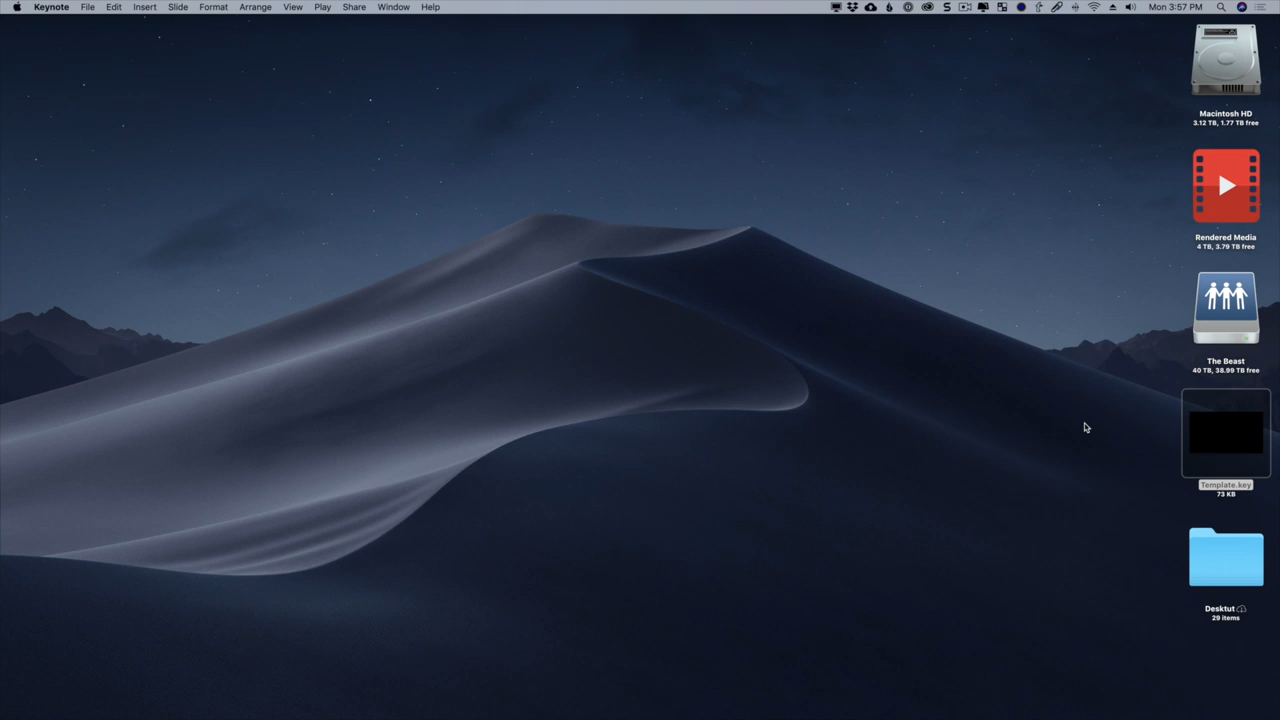 Keynote File Edit Insert Slide Format Arrange View Play Share Window Help
Mon 3:57 PM
Macintosh HD
3.12 TB, 1.77 TB free
Rendered Media
4 TB, 3.79 TB free
The Beast
40 TB, 38.99 TB free
Template.key
73 KB
Desktut
29 items